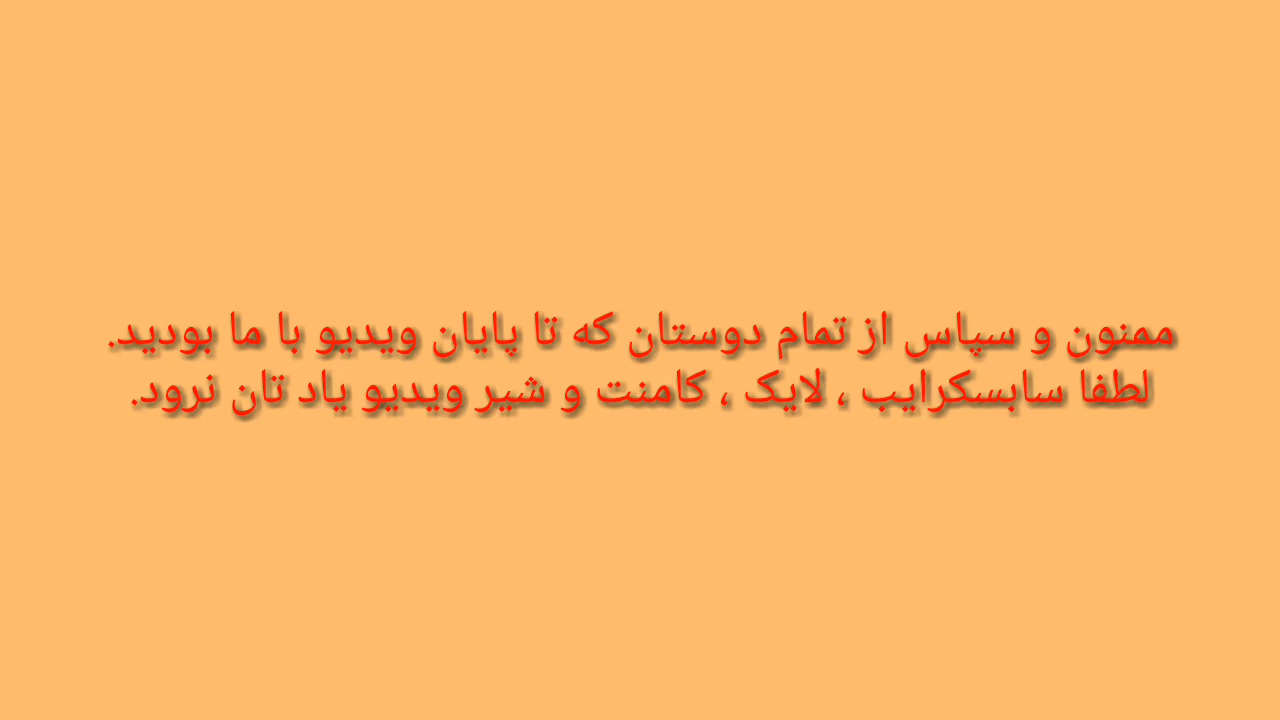 ممنون و سپاس از تمام دوستان که تا پایان ویدیو با ما بودید.
لطفا سابسکرایب ، لایک ، کامنت و شیر ویدیو یاد تان نرود.